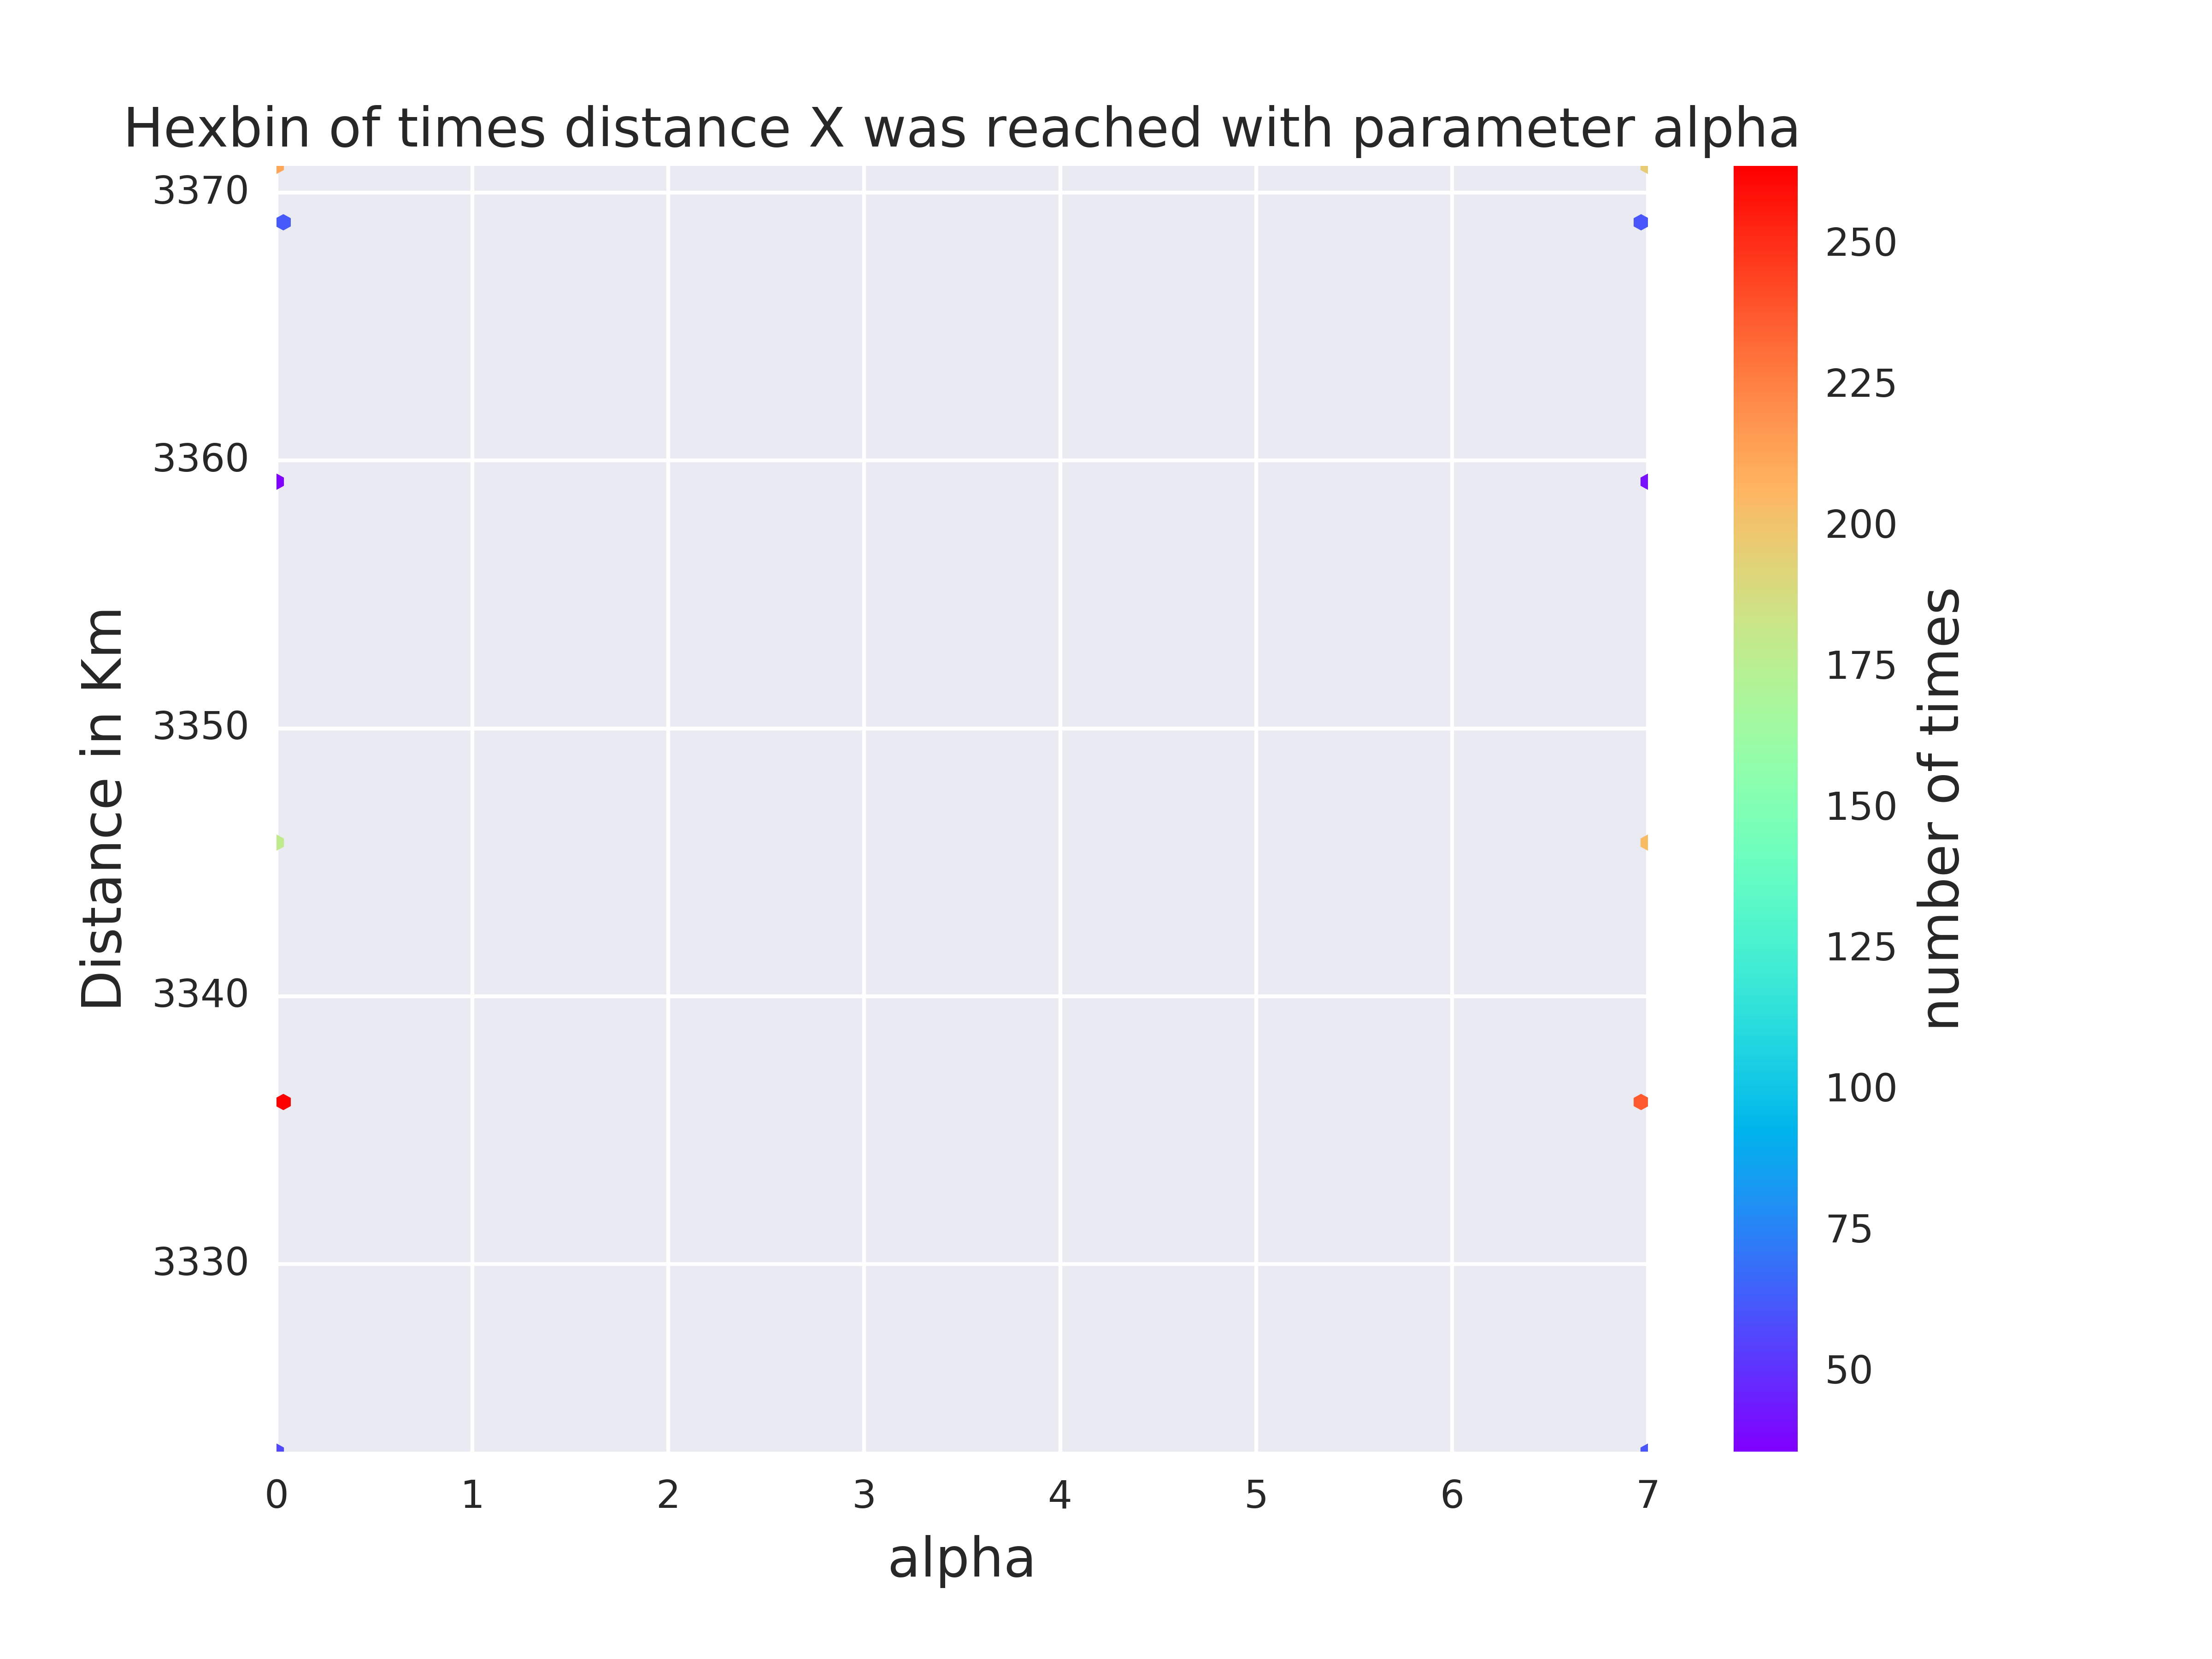 Hexbin of times distance X was reached with parameter alpha
3370
3360
3350
3340
3330
Distance in Km
0 1 2 3 4 5 6 7
alpha
250
225
200
175
150
125
100
75
50
number of times